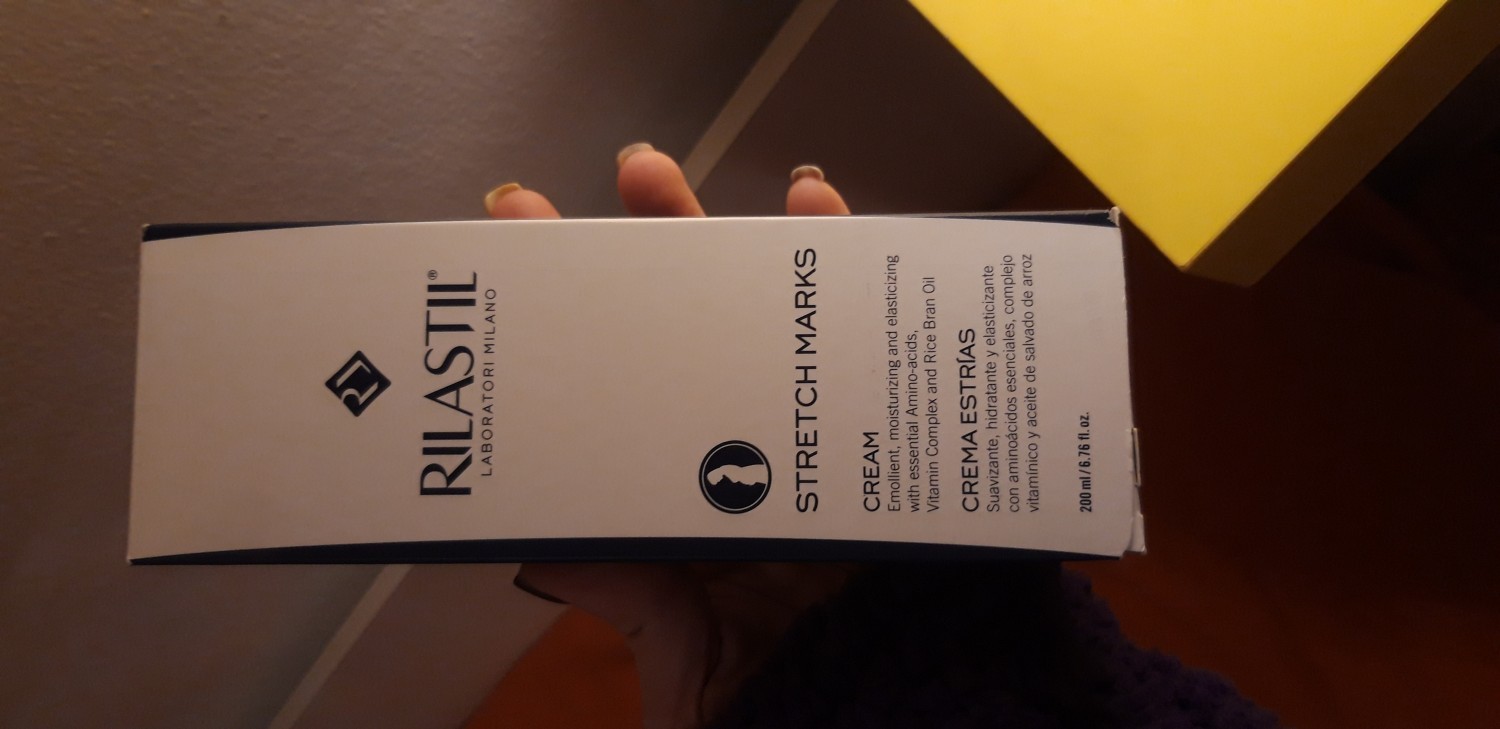 RILASTIL®
LABORATORI MILANO
STRETCH MARKS
CREAM
Emollient, moisturizing and elasticizing
with essential Amino-acids,
Vitamin Complex and Rice Bran Oil
CREMA ESTRÍAS
Suavizante, hidratante y elasticizante
con aminoácidos esenciales, complejo
vitamínico y aceite de salvado de arroz
200 ml / 6.76 fl. oz.